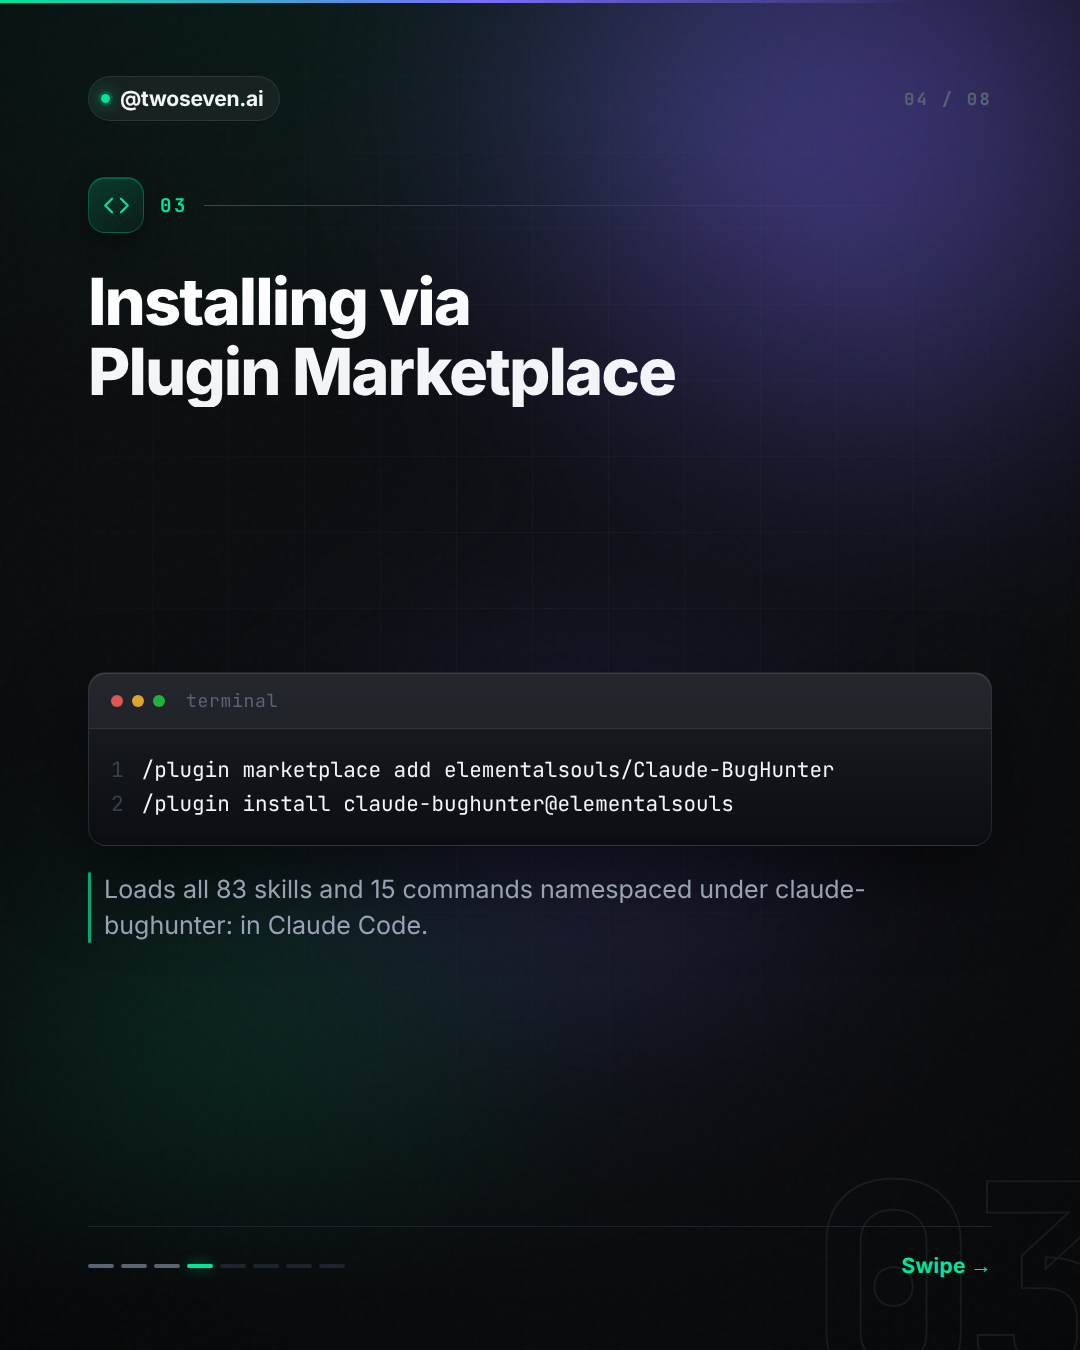 @twoseven.ai
04 / 08
03
Installing via
Plugin Marketplace
terminal
1 /plugin marketplace add elementalsouls/Claude-BugHunter
2 /plugin install claude-bughunter@elementalsouls
Loads all 83 skills and 15 commands namespaced under claude-
bughunter: in Claude Code.
Swipe →
03